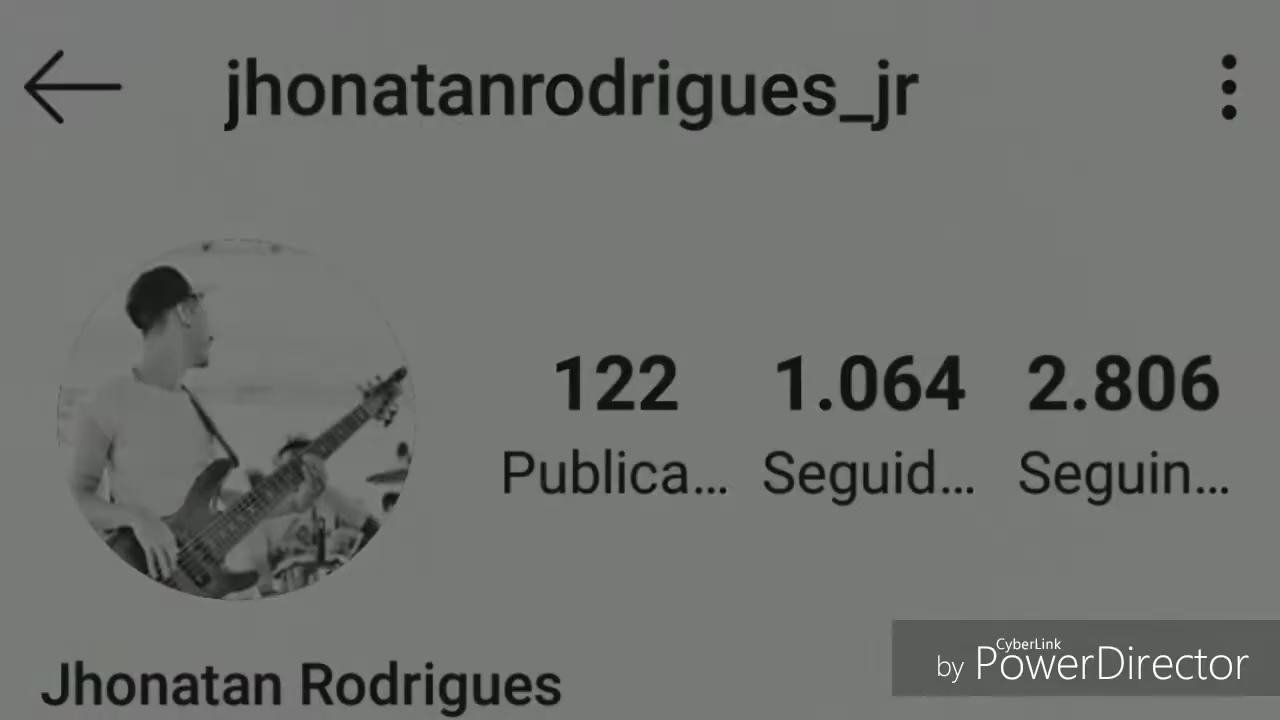 jhonatanrodrigues_jr
122 1.064 2.806
Publica... Seguid... Seguin...
Jhonatan Rodrigues
CyberLink
by PowerDirector